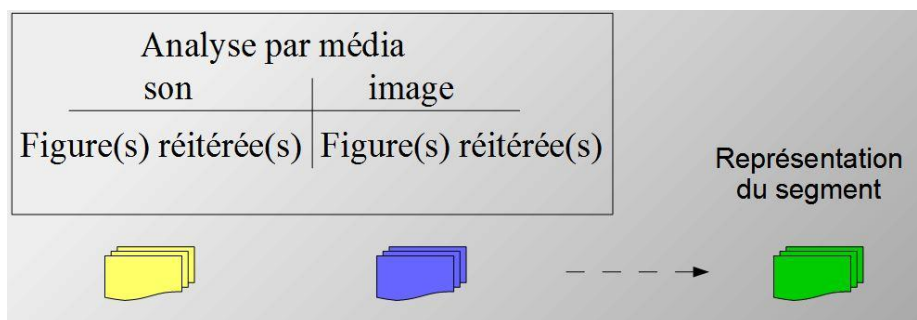 Analyse par média
son image
Figure(s) réitérée(s) Figure(s) réitérée(s)
Représentation
du segment